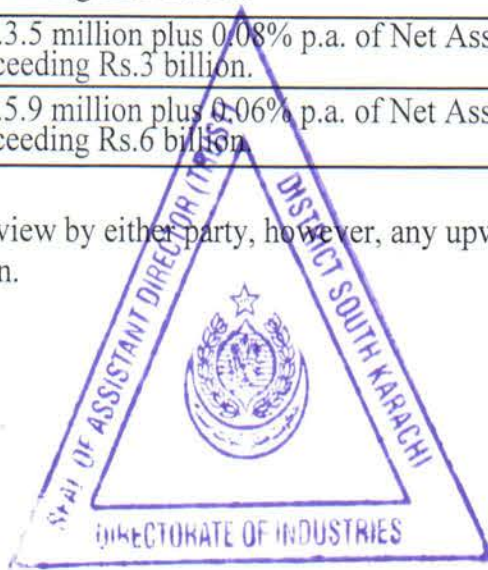 .3.5 million plus 0.08% p.a. of Net Ass
ceeding Rs.3 billion.
.5.9 million plus 0.06% p.a. of Net Ass
ceeding Rs.6 billion.
view by either party, however, any upw
n.
SEAL OF ASSISTANT DIRECTOR (TRUST)
DISTRICT SOUTH KARACHI
DIRECTORATE OF INDUSTRIES